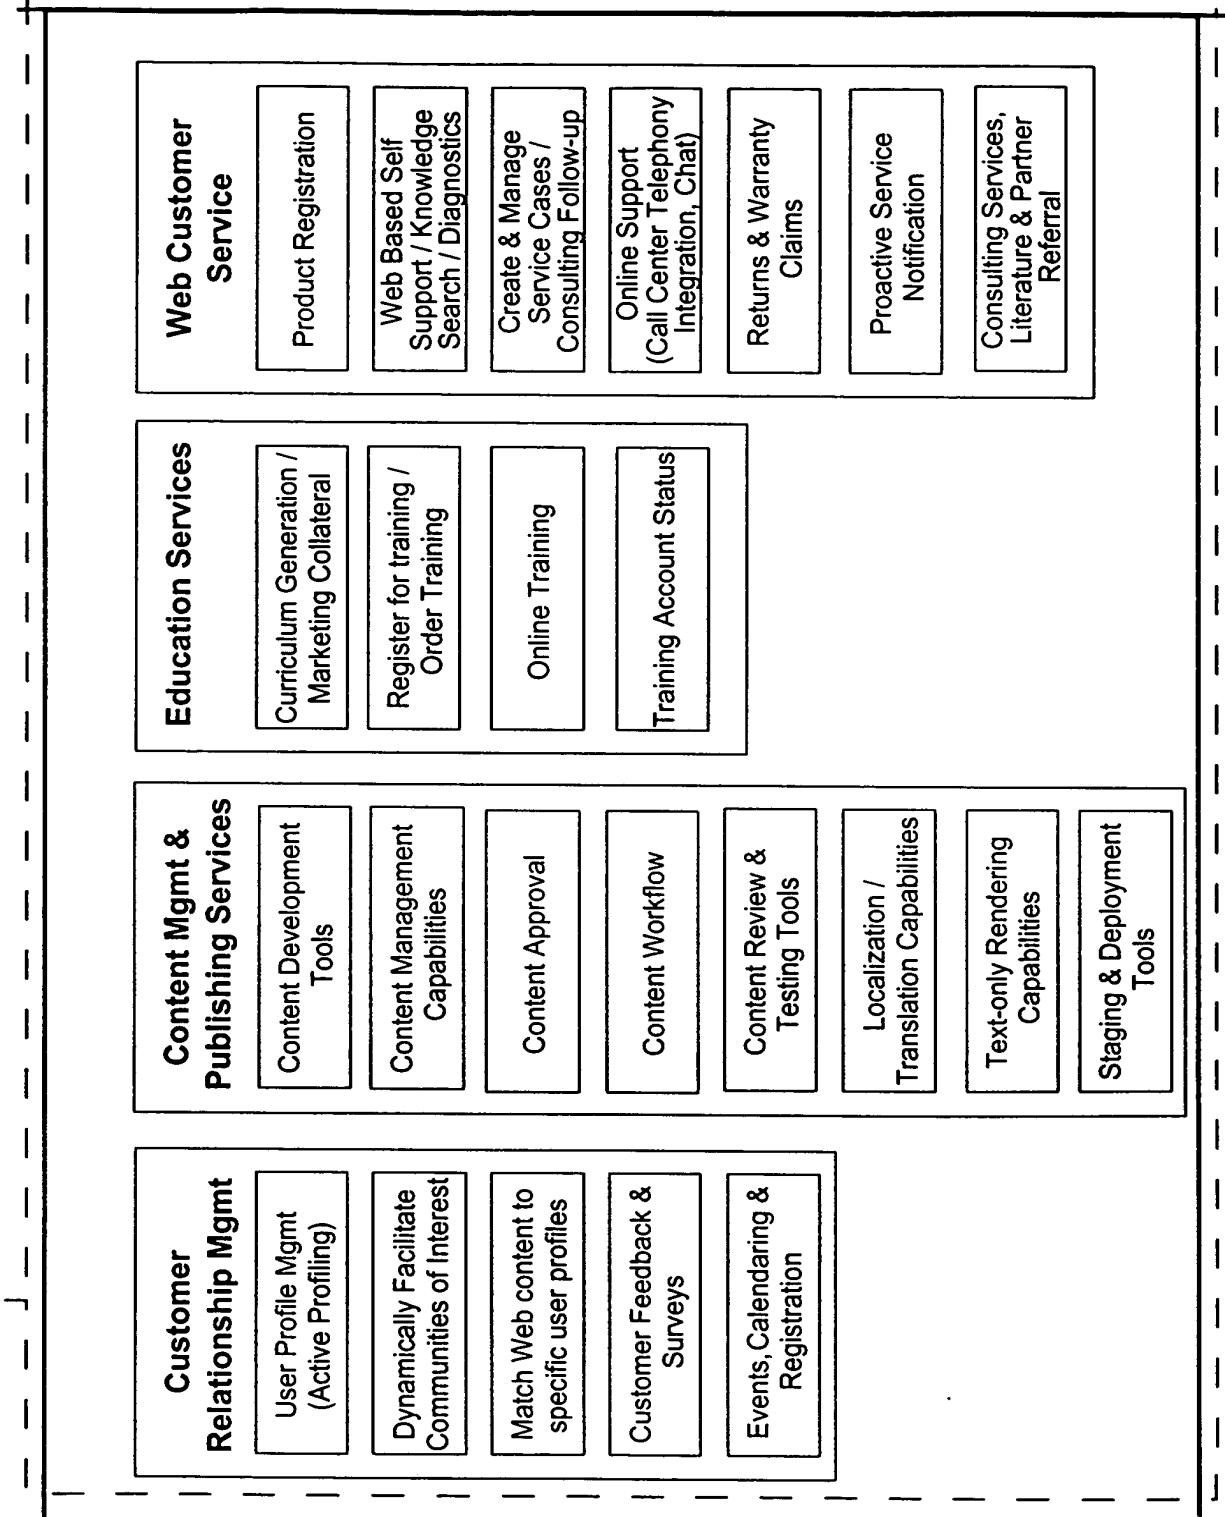 Customer
Relationship Mgmt
User Profile Mgmt
(Active Profiling)
Dynamically Facilitate
Communities of Interest
Match Web content to
specific user profiles
Customer Feedback &
Surveys
Events, Calendaring &
Registration
Content Mgmt &
Publishing Services
Content Development
Tools
Content Management
Capabilities
Content Approval
Content Workflow
Content Review &
Testing Tools
Localization /
Translation Capabilities
Text-only Rendering
Capabilities
Staging & Deployment
Tools
Education Services
Curriculum Generation /
Marketing Collateral
Register for training /
Order Training
Online Training
Training Account Status
Web Customer
Service
Product Registration
Web Based Self
Support / Knowledge
Search / Diagnostics
Create & Manage
Service Cases /
Consulting Follow-up
Online Support
(Call Center Telephony
Integration, Chat)
Returns & Warranty
Claims
Proactive Service
Notification
Consulting Services,
Literature & Partner
Referral